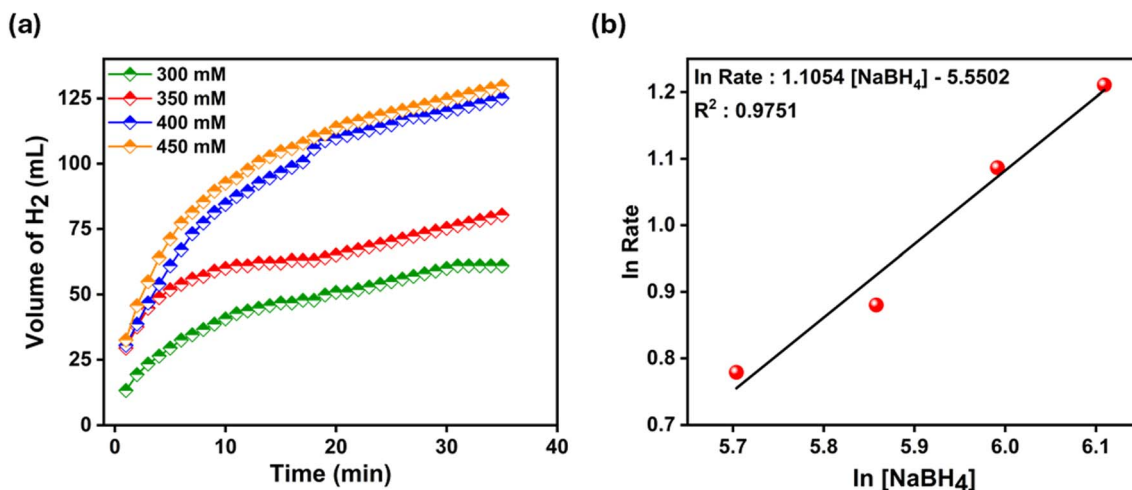 (a)
300 mM
350 mM
400 mM
450 mM
Volume of H2 (mL)
125
100
75
50
25
0
0 10 20 30 40
Time (min)
(b)
ln Rate : 1.1054 [NaBH4] - 5.5502
R2 : 0.9751
ln Rate
1.2
1.1
1.0
0.9
0.8
0.7
5.7 5.8 5.9 6.0 6.1
ln [NaBH4]